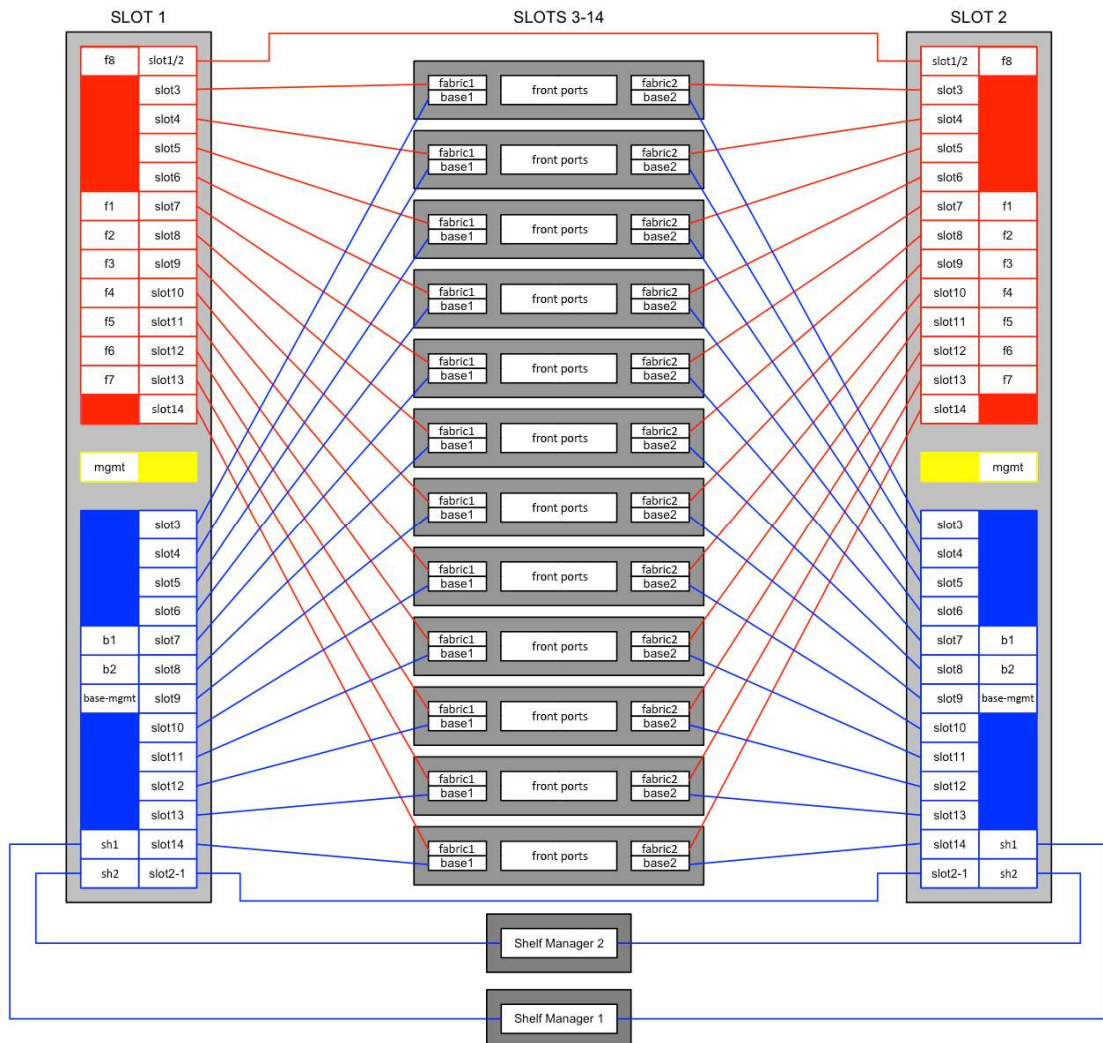 SLOT 1 SLOTS 3-14 SLOT 2
f8 slot1/2
slot3
slot4
slot5
slot6
f1 slot7
f2 slot8
f3 slot9
f4 slot10
f5 slot11
f6 slot12
f7 slot13
slot14
mgmt
slot3
slot4
slot5
slot6
b1 slot7
b2 slot8
base-mgmt slot9
slot10
slot11
slot12
slot13
sh1 slot14
sh2 slot2-1
fabric1 front ports fabric2
base1 base2
fabric1 front ports fabric2
base1 base2
fabric1 front ports fabric2
base1 base2
fabric1 front ports fabric2
base1 base2
fabric1 front ports fabric2
base1 base2
fabric1 front ports fabric2
base1 base2
fabric1 front ports fabric2
base1 base2
fabric1 front ports fabric2
base1 base2
fabric1 front ports fabric2
base1 base2
fabric1 front ports fabric2
base1 base2
fabric1 front ports fabric2
base1 base2
fabric1 front ports fabric2
base1 base2
slot1/2 f8
slot3
slot4
slot5
slot6
slot7 f1
slot8 f2
slot9 f3
slot10 f4
slot11 f5
slot12 f6
slot13 f7
slot14
mgmt
slot3
slot4
slot5
slot6
slot7 b1
slot8 b2
slot9 base-mgmt
slot10
slot11
slot12
slot13
slot14 sh1
slot2-1 sh2
Shelf Manager 2
Shelf Manager 1